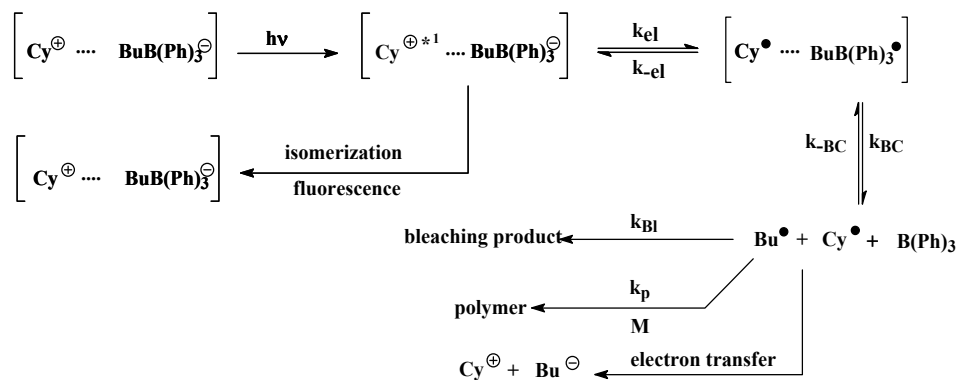 [Cy⊕ ···· BuB(Ph)3⊖] hν [Cy⊕*1 ···· BuB(Ph)3⊖] kel k-el [Cy● ···· BuB(Ph)3●]
k-BC kBC
isomerization
[Cy⊕ ···· BuB(Ph)3⊖] fluorescence
bleaching product kBl Bu● + Cy● + B(Ph)3
polymer kp
M
Cy⊕ + Bu⊖ electron transfer